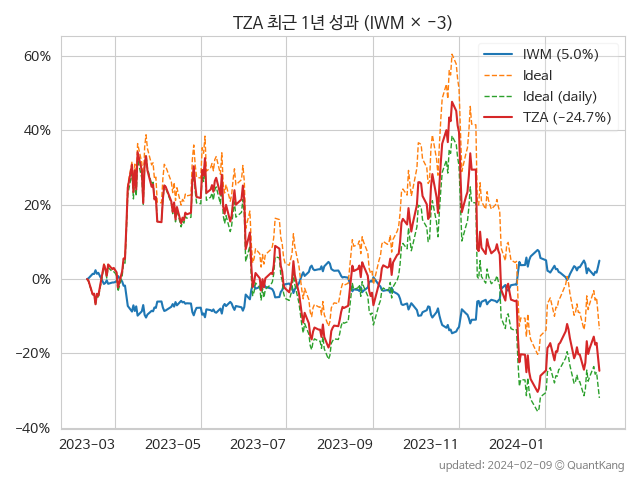 TZA 최근 1년 성과 (IWM × −3)
IWM (5.0%)
Ideal
Ideal (daily)
TZA (−24.7%)
60%
40%
20%
0%
−20%
−40%
2023-03 2023-05 2023-07 2023-09 2023-11 2024-01
updated: 2024-02-09 © QuantKang